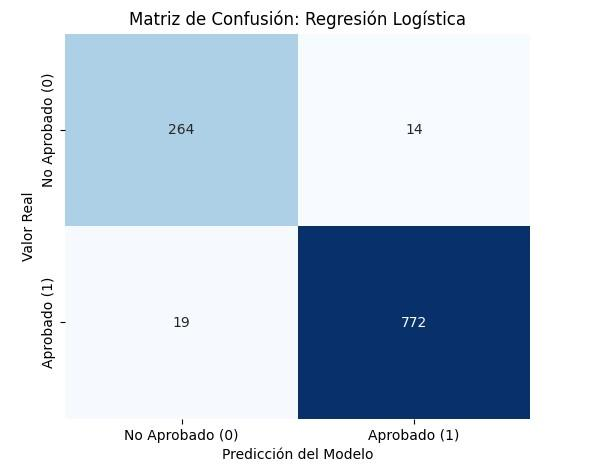 Matriz de Confusión: Regresión Logística
Valor Real
No Aprobado (0)
264
14
Aprobado (1)
19
772
No Aprobado (0)
Aprobado (1)
Predicción del Modelo